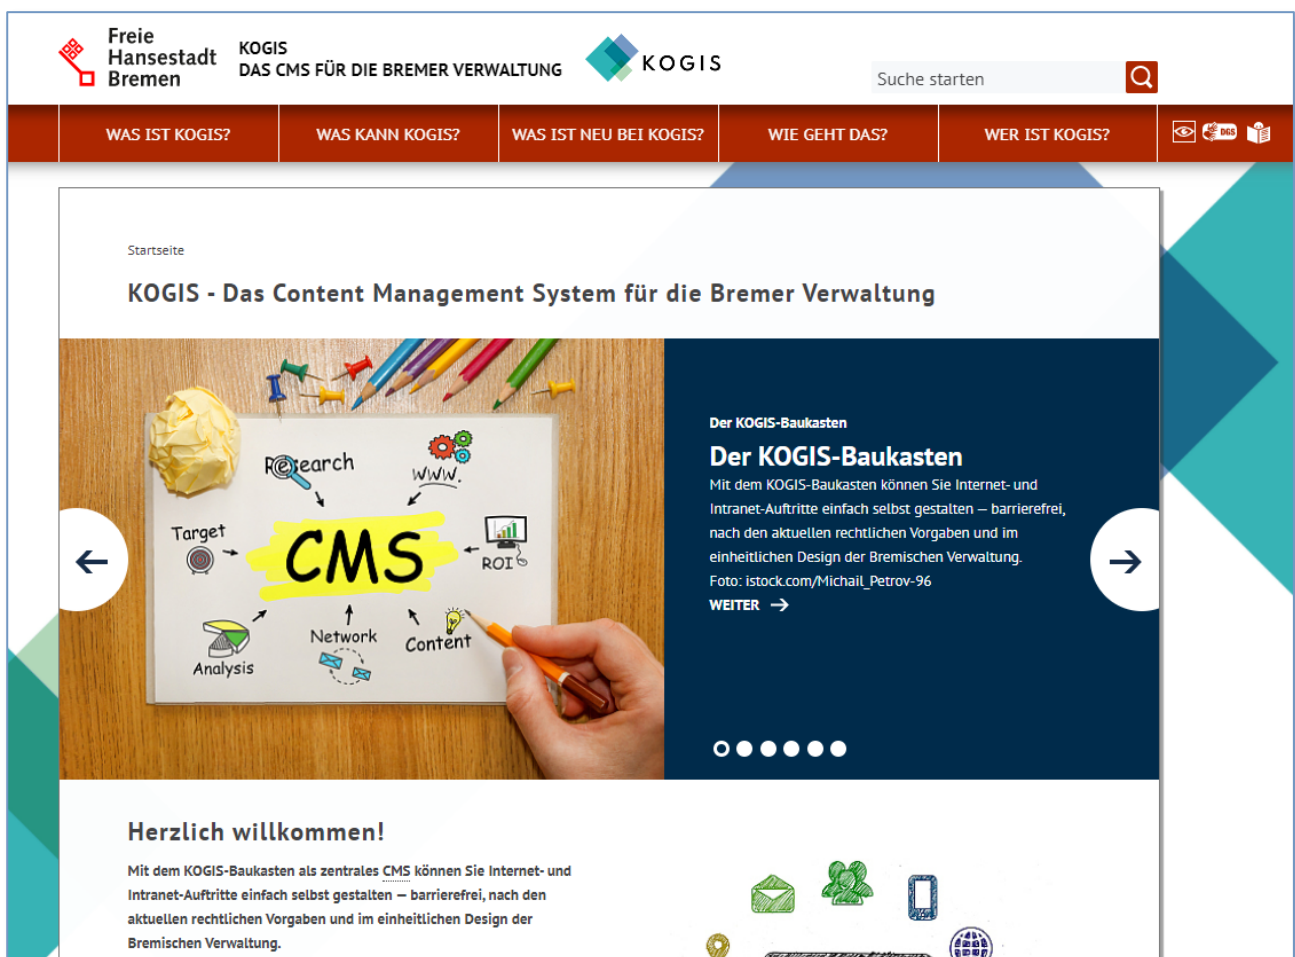 Freie
Hansestadt
Bremen
KOGIS
DAS CMS FÜR DIE BREMER VERWALTUNG
KOGIS
Suche starten
WAS IST KOGIS?
WAS KANN KOGIS?
WAS IST NEU BEI KOGIS?
WIE GEHT DAS?
WER IST KOGIS?
DGS
Startseite
KOGIS - Das Content Management System für die Bremer Verwaltung
Research
WWW.
Target
CMS
ROI
Analysis
Network
Content
Der KOGIS-Baukasten
Der KOGIS-Baukasten
Mit dem KOGIS-Baukasten können Sie Internet- und
Intranet-Auftritte einfach selbst gestalten – barrierefrei,
nach den aktuellen rechtlichen Vorgaben und im
einheitlichen Design der Bremischen Verwaltung.
Foto: istock.com/Michail_Petrov-96
WEITER
Herzlich willkommen!
Mit dem KOGIS-Baukasten als zentrales CMS können Sie Internet- und
Intranet-Auftritte einfach selbst gestalten – barrierefrei, nach den
aktuellen rechtlichen Vorgaben und im einheitlichen Design der
Bremischen Verwaltung.